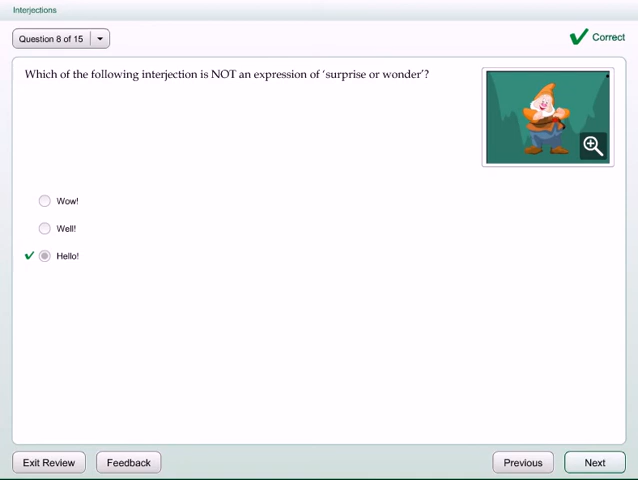 Interjections
Question 8 of 15
Correct
Which of the following interjection is NOT an expression of ‘surprise or wonder’?
Wow!
Well!
Hello!
Exit Review
Feedback
Previous
Next